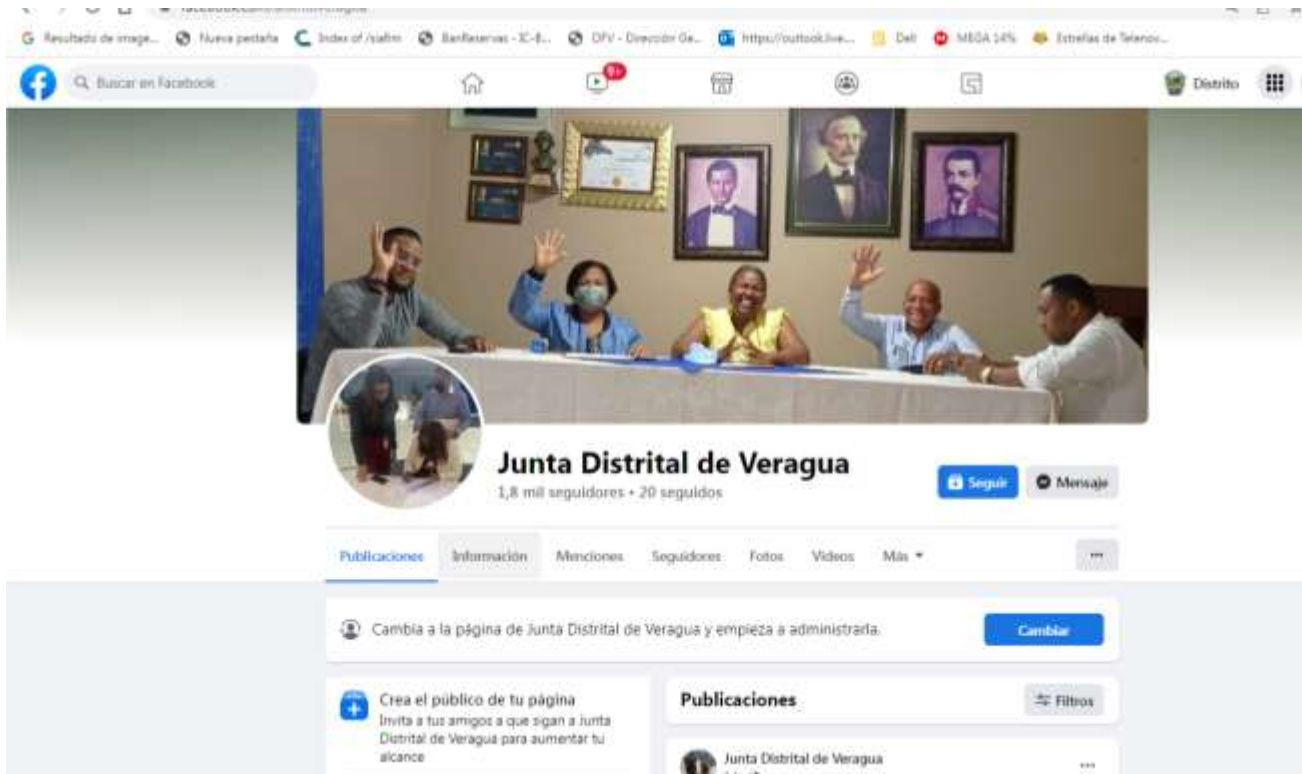 Resultado de image...
Nueva pestaña
Index of /siafim
BanReservas - IC-B...
OFV - Dirección Ge...
https://outlook.live...
Dell
MEGA 14%
Estrellas de Telenov...
Buscar en Facebook
9+
Distrito
Junta Distrital de Veragua
1,8 mil seguidores • 20 seguidos
Seguir
Mensaje
Publicaciones
Información
Menciones
Seguidores
Fotos
Videos
Más
Cambia a la página de Junta Distrital de Veragua y empieza a administrarla.
Cambiar
Crea el público de tu página
Invita a tus amigos a que sigan a Junta
Distrital de Veragua para aumentar tu
alcance
Publicaciones
Filtros
Junta Distrital de Veragua